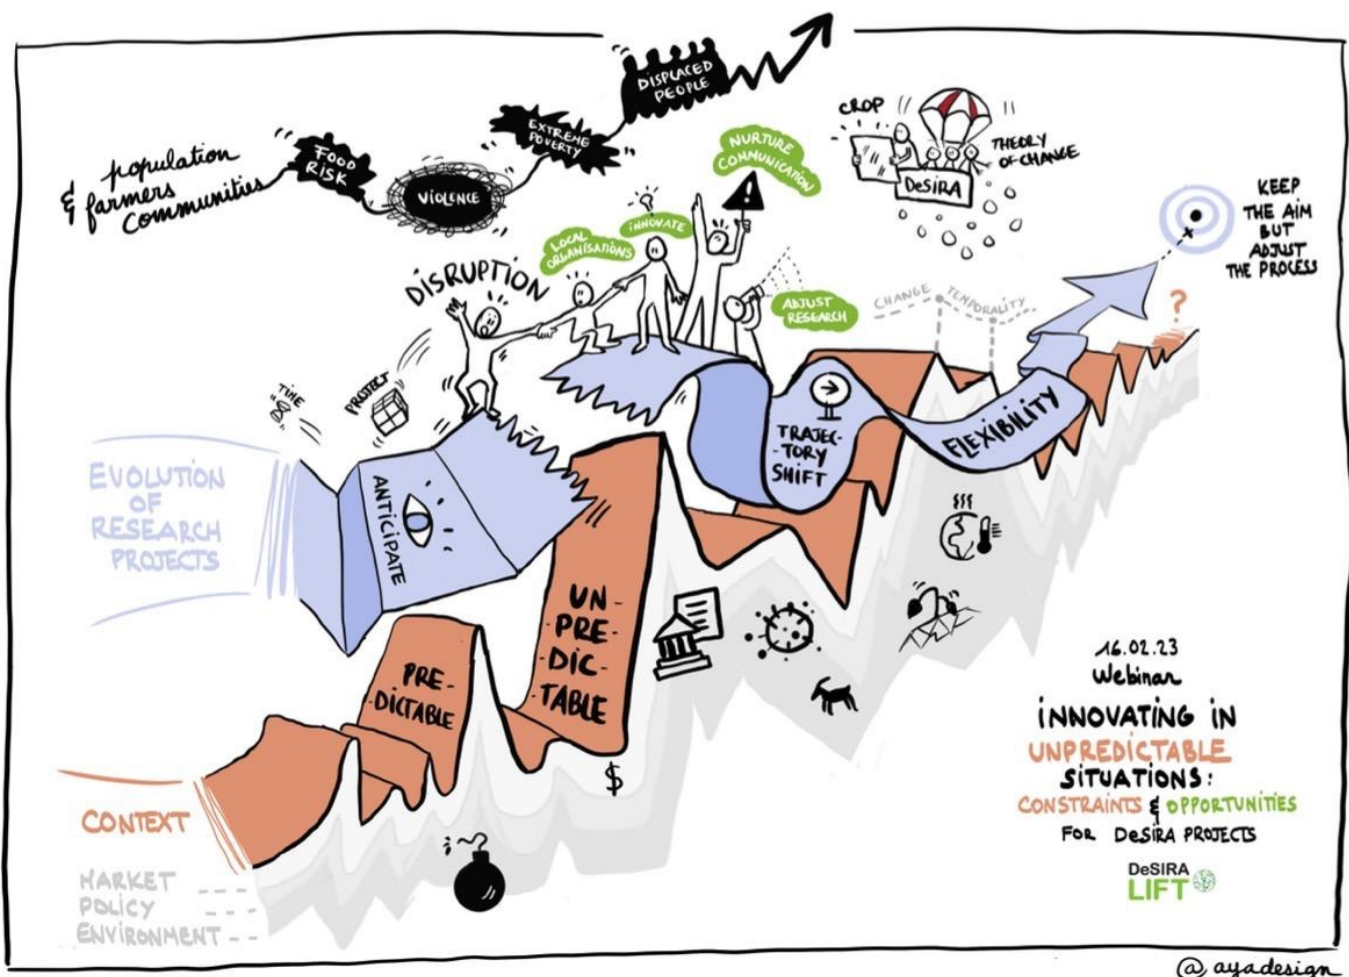 population
& farmers
communities
FOOD
RISK
VIOLENCE
EXTREME
POVERTY
DISPLACED
PEOPLE
NURTURE
COMMUNICATION
LOCAL
ORGANISATIONS
INNOVATE
ADJUST
RESEARCH
CROP
DeSIRA
THEORY
OF CHANGE
KEEP
THE AIM
BUT
ADJUST
THE PROCESS
DISRUPTION
TIME
PROJECT
CHANGE TEMPORALITY
?
EVOLUTION
OF
RESEARCH
PROJECTS
ANTICIPATE
TRAJEC-
-TORY
SHIFT
FLEXIBILITY
PRE-
-DICTABLE
UN-
-PRE-
-DIC-
-TABLE
$
CONTEXT
MARKET
POLICY
ENVIRONMENT
16.02.23
Webinar
INNOVATING IN
UNPREDICTABLE
SITUATIONS:
CONSTRAINTS & OPPORTUNITIES
FOR DeSIRA PROJECTS
DeSIRA
LIFT
@ayadesign